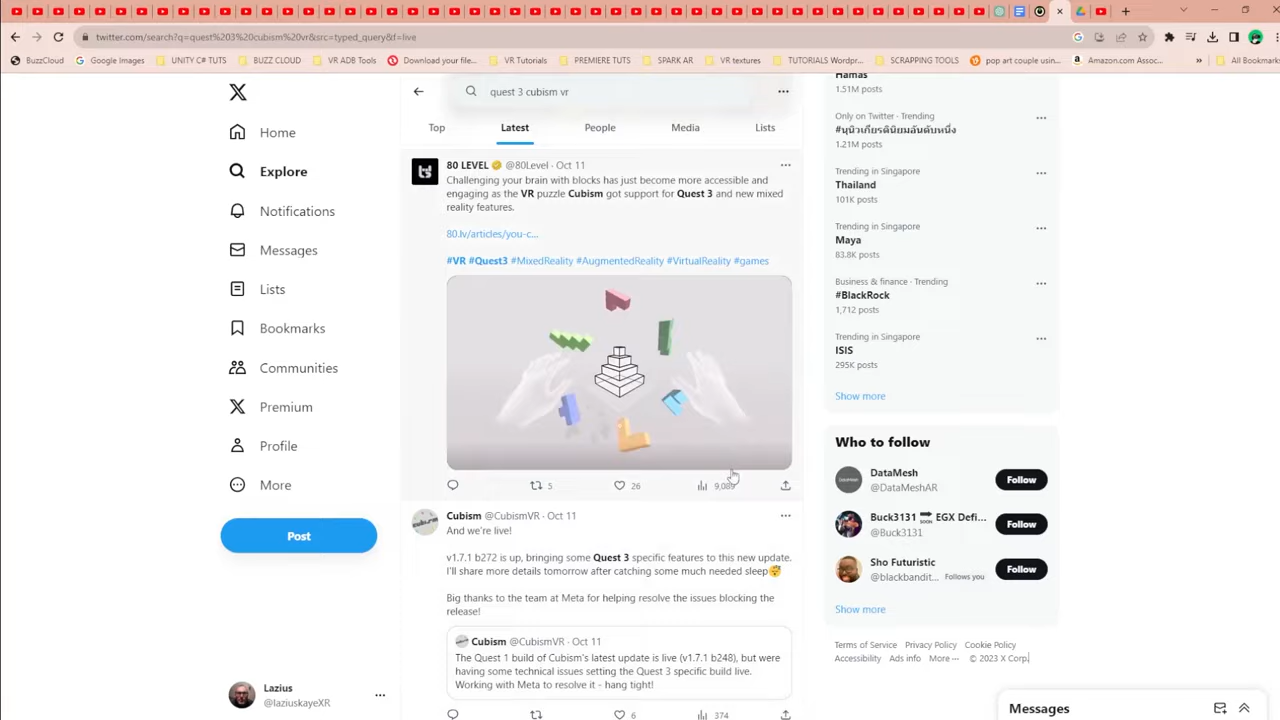 twitter.com/search?q=quest%203%20cubism%20vr&src=typed_query&f=live
BuzzCloud
Google Images
UNITY C# TUTS
BUZZ CLOUD
VR ADB Tools
Download your file...
VR Tutorials
PREMIERE TUTS
SPARK AR
VR textures
TUTORIALS Wordpr...
SCRAPPING TOOLS
pop art couple usin...
Amazon.com Assoc...
»
All Bookmarks
Home
Explore
Notifications
Messages
Lists
Bookmarks
Communities
Premium
Profile
More
Post
Lazius
@laziuskayeXR
quest 3 cubism vr
Top
Latest
People
Media
Lists
80 LEVEL @80Level · Oct 11
Challenging your brain with blocks has just become more accessible and
engaging as the VR puzzle Cubism got support for Quest 3 and new mixed
reality features.
80.lv/articles/you-c...
#VR #Quest3 #MixedReality #AugmentedReality #VirtualReality #games
5
26
9,089
Cubism @CubismVR · Oct 11
And we're live!
v1.7.1 b272 is up, bringing some Quest 3 specific features to this new update.
I'll share more details tomorrow after catching some much needed sleep😴
Big thanks to the team at Meta for helping resolve the issues blocking the
release!
Cubism @CubismVR · Oct 11
The Quest 1 build of Cubism's latest update is live (v1.7.1 b248), but were
having some technical issues setting the Quest 3 specific build live.
Working with Meta to resolve it - hang tight!
6
374
Hamas
1.51M posts
Only on Twitter · Trending
1.21M posts
Trending in Singapore
Thailand
101K posts
Trending in Singapore
Maya
83.8K posts
Business & finance · Trending
#BlackRock
1,712 posts
Trending in Singapore
ISIS
295K posts
Show more
Who to follow
DataMesh
@DataMeshAR
Follow
Buck3131 🔜 EGX Defi...
@Buck3131
Follow
Sho Futuristic
@blackbandit... Follows you
Follow
Show more
Terms of Service Privacy Policy Cookie Policy
Accessibility Ads info More ··· © 2023 X Corp.
Messages